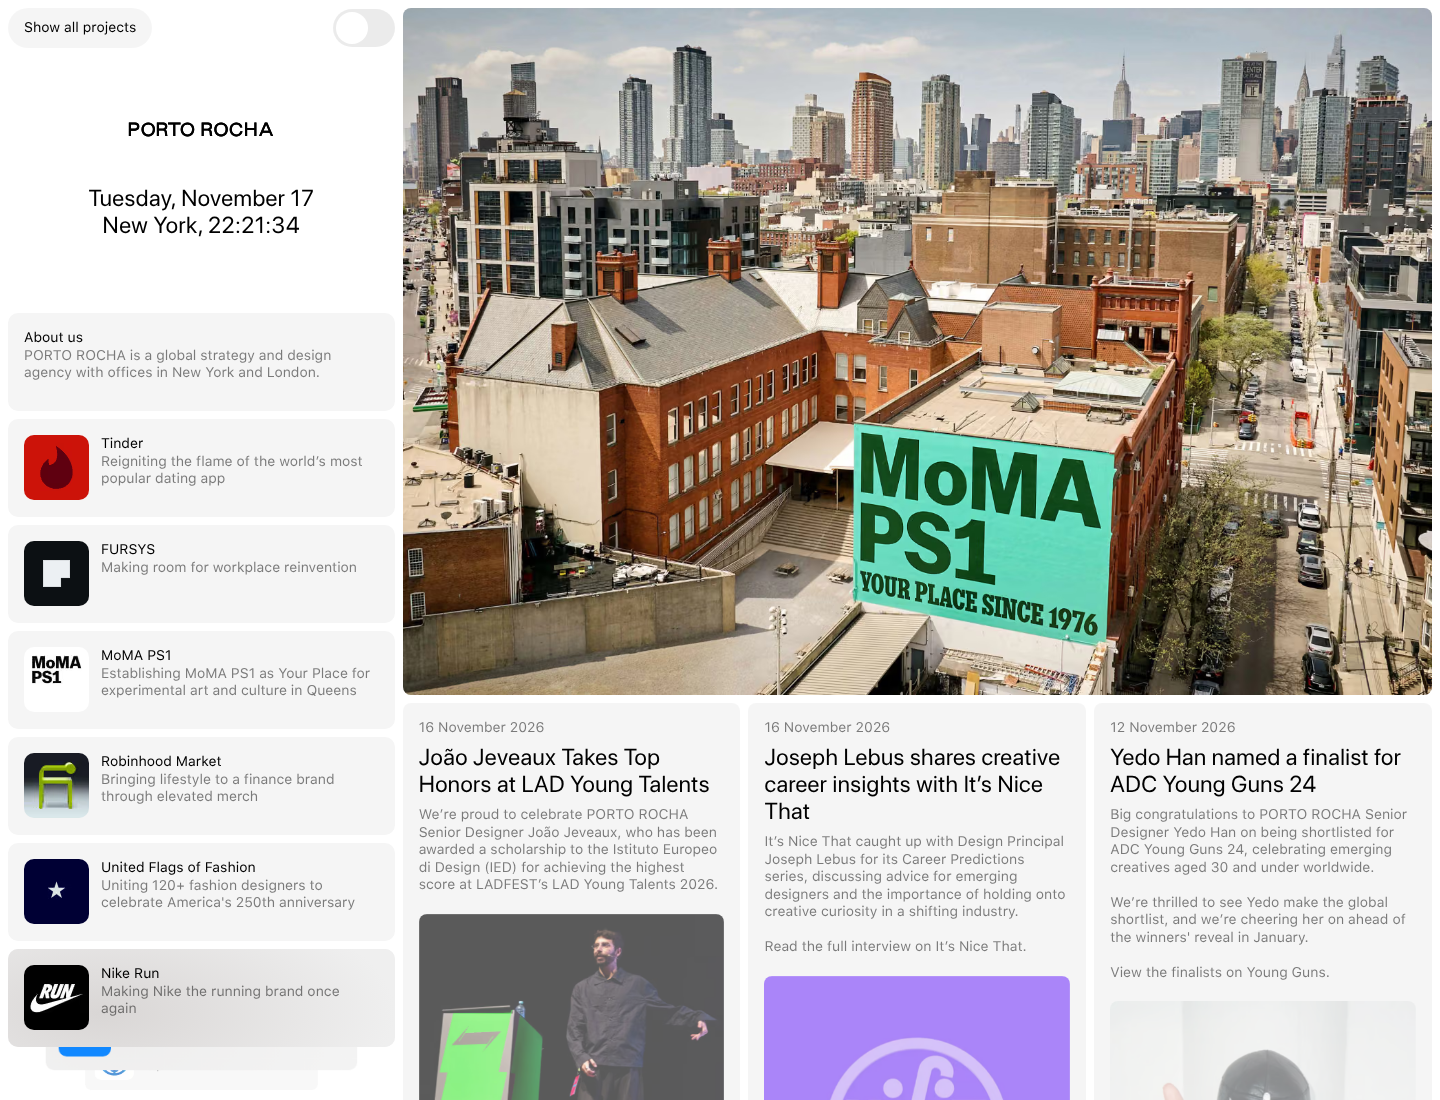 Show all projects
PORTO ROCHA
Tuesday, November 17
New York, 22:21:34
About us
PORTO ROCHA is a global strategy and design
agency with offices in New York and London.
Tinder
Reigniting the flame of the world’s most
popular dating app
FURSYS
Making room for workplace reinvention
MoMA
PS1
MoMA PS1
Establishing MoMA PS1 as Your Place for
experimental art and culture in Queens
Robinhood Market
Bringing lifestyle to a finance brand
through elevated merch
United Flags of Fashion
Uniting 120+ fashion designers to
celebrate America's 250th anniversary
RUN
Nike Run
Making Nike the running brand once
again
MoMA
PS1
YOUR PLACE SINCE 1976
16 November 2026
João Jeveaux Takes Top
Honors at LAD Young Talents
We’re proud to celebrate PORTO ROCHA
Senior Designer João Jeveaux, who has been
awarded a scholarship to the Istituto Europeo
di Design (IED) for achieving the highest
score at LADFEST’s LAD Young Talents 2026.
16 November 2026
Joseph Lebus shares creative
career insights with It’s Nice
That
It’s Nice That caught up with Design Principal
Joseph Lebus for its Career Predictions
series, discussing advice for emerging
designers and the importance of holding onto
creative curiosity in a shifting industry.
Read the full interview on It’s Nice That.
12 November 2026
Yedo Han named a finalist for
ADC Young Guns 24
Big congratulations to PORTO ROCHA Senior
Designer Yedo Han on being shortlisted for
ADC Young Guns 24, celebrating emerging
creatives aged 30 and under worldwide.
We’re thrilled to see Yedo make the global
shortlist, and we’re cheering her on ahead of
the winners' reveal in January.
View the finalists on Young Guns.